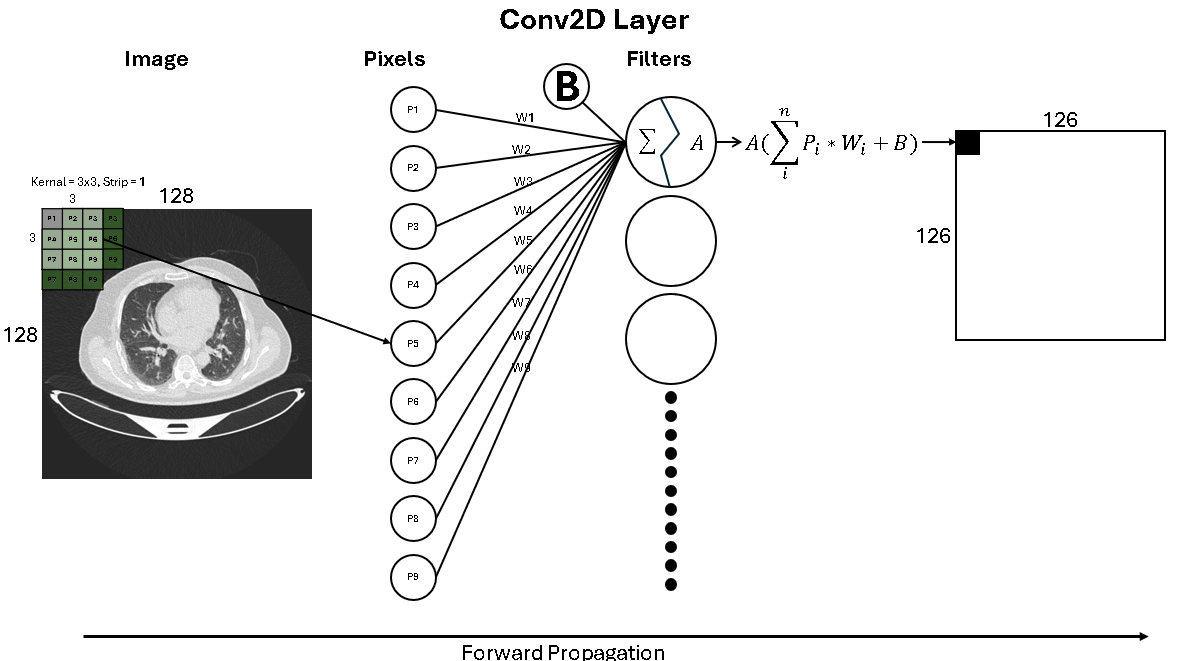 Conv2D Layer
Image
Pixels
Filters
B
P1
P2
P3
P4
P5
P6
P7
P8
P9
W1
W2
W3
W4
W5
W6
W7
W8
W9
∑ A
A(∑ᵢⁿ Pᵢ * Wᵢ + B)
126
126
Kernal = 3x3, Strip = 1
3
128
3
128
P1 P2 P3 P3
P4 P5 P6 P6
P7 P8 P9 P9
P7 P8 P9
Forward Propagation